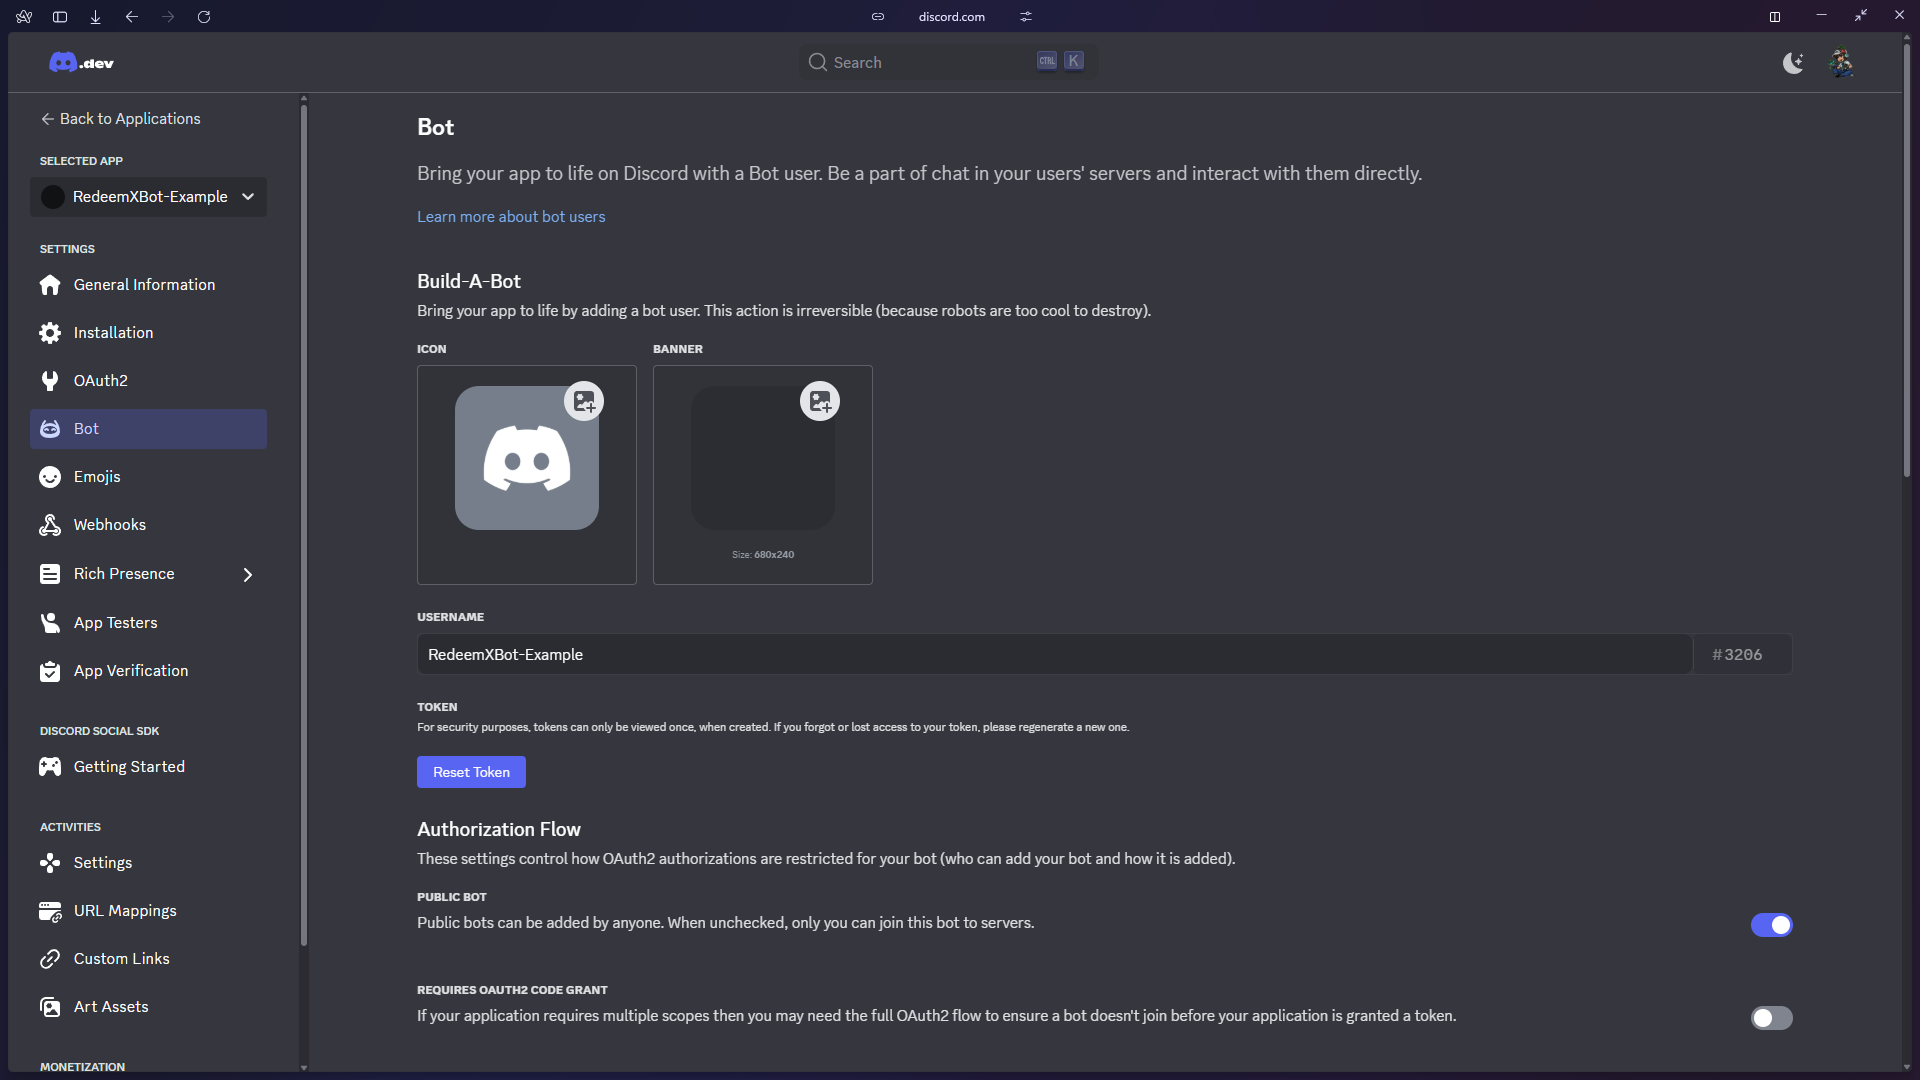 discord.com
.dev
Search
CTRL
K
Back to Applications
SELECTED APP
RedeemXBot-Example
SETTINGS
General Information
Installation
OAuth2
Bot
Emojis
Webhooks
Rich Presence
App Testers
App Verification
DISCORD SOCIAL SDK
Getting Started
ACTIVITIES
Settings
URL Mappings
Custom Links
Art Assets
MONETIZATION
Bot
Bring your app to life on Discord with a Bot user. Be a part of chat in your users' servers and interact with them directly.
Learn more about bot users
Build-A-Bot
Bring your app to life by adding a bot user. This action is irreversible (because robots are too cool to destroy).
ICON
BANNER
Size: 680x240
USERNAME
RedeemXBot-Example
#3206
TOKEN
For security purposes, tokens can only be viewed once, when created. If you forgot or lost access to your token, please regenerate a new one.
Reset Token
Authorization Flow
These settings control how OAuth2 authorizations are restricted for your bot (who can add your bot and how it is added).
PUBLIC BOT
Public bots can be added by anyone. When unchecked, only you can join this bot to servers.
REQUIRES OAUTH2 CODE GRANT
If your application requires multiple scopes then you may need the full OAuth2 flow to ensure a bot doesn't join before your application is granted a token.